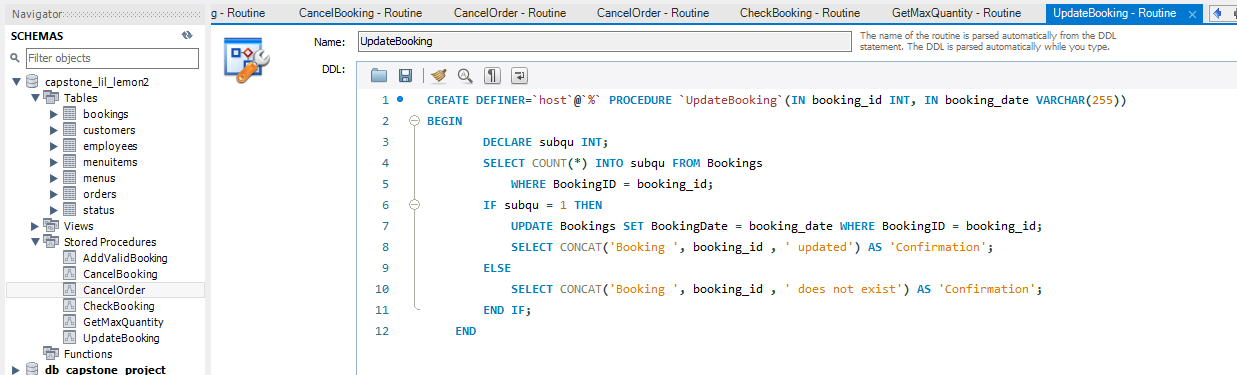 Navigator
g - Routine CancelBooking - Routine CancelOrder - Routine CancelOrder - Routine CheckBooking - Routine GetMaxQuantity - Routine UpdateBooking - Routine
SCHEMAS
Filter objects
capstone_lil_lemon2
Tables
bookings
customers
employees
menuitems
menus
orders
status
Views
Stored Procedures
AddValidBooking
CancelBooking
CancelOrder
CheckBooking
GetMaxQuantity
UpdateBooking
Functions
db_capstone_project
Name: UpdateBooking
The name of the routine is parsed automatically from the DDL
statement. The DDL is parsed automatically while you type.
DDL:
1 CREATE DEFINER=`host`@`%` PROCEDURE `UpdateBooking`(IN booking_id INT, IN booking_date VARCHAR(255))
2 BEGIN
3 DECLARE subqu INT;
4 SELECT COUNT(*) INTO subqu FROM Bookings
5 WHERE BookingID = booking_id;
6 IF subqu = 1 THEN
7 UPDATE Bookings SET BookingDate = booking_date WHERE BookingID = booking_id;
8 SELECT CONCAT('Booking ', booking_id , ' updated') AS 'Confirmation';
9 ELSE
10 SELECT CONCAT('Booking ', booking_id , ' does not exist') AS 'Confirmation';
11 END IF;
12 END